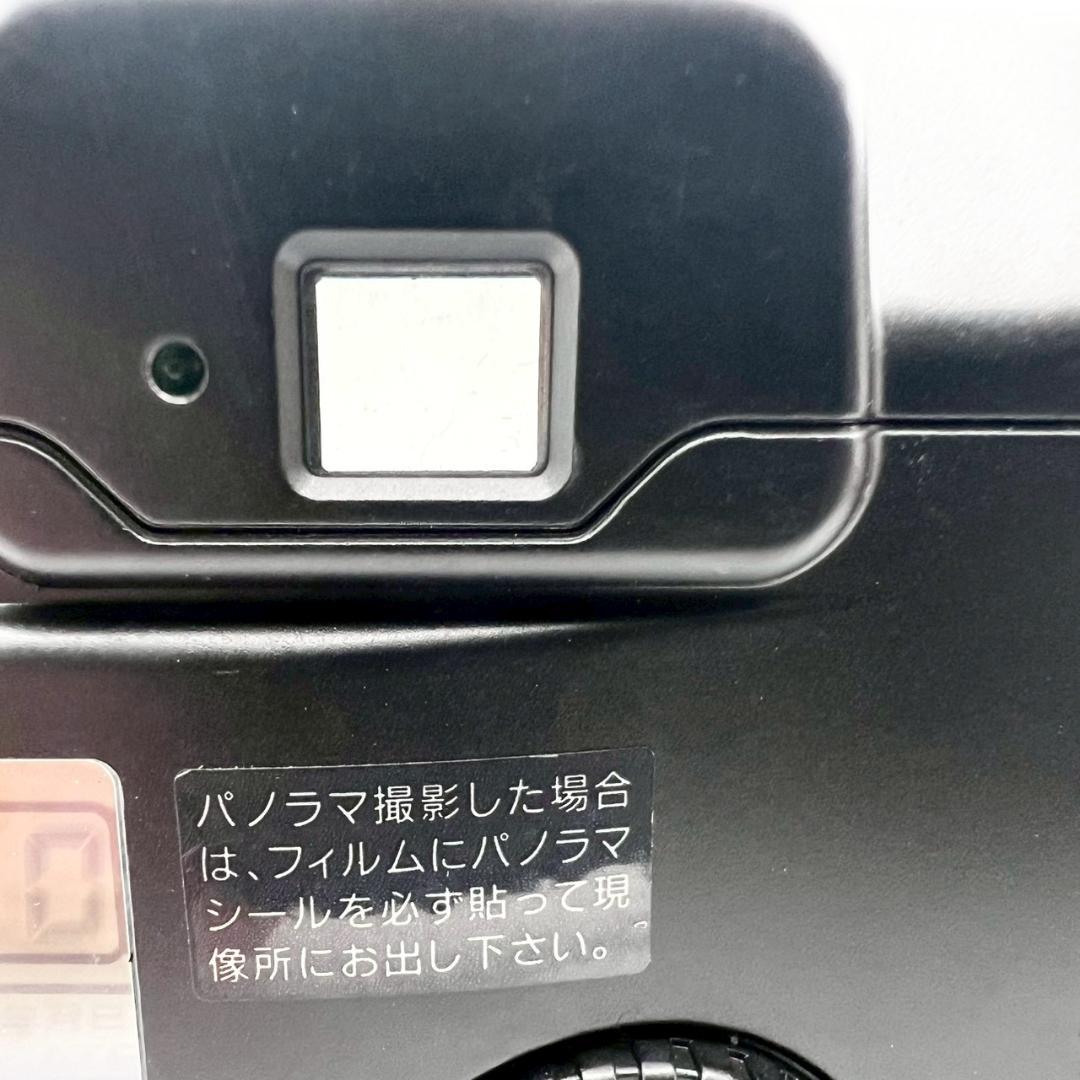 パノラマ撮影した場合
は、フィルムにパノラマ
シールを必ず貼って現
像所にお出し下さい。